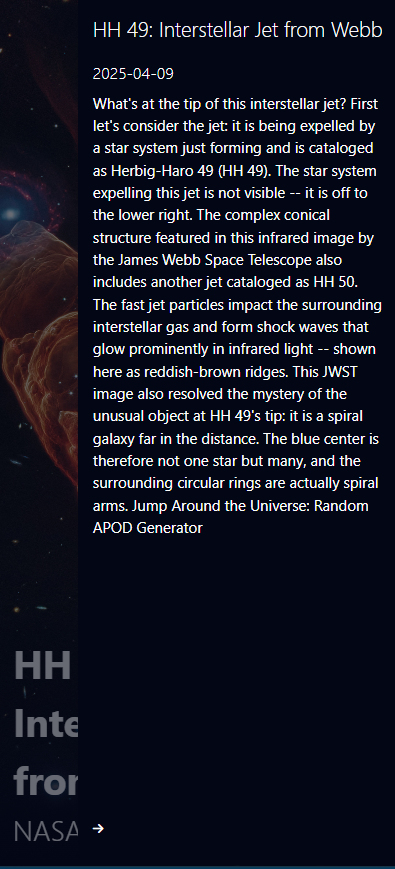 HH 49: Interstellar Jet from Webb
2025-04-09
What's at the tip of this interstellar jet? First
let's consider the jet: it is being expelled by
a star system just forming and is cataloged
as Herbig-Haro 49 (HH 49). The star system
expelling this jet is not visible -- it is off to
the lower right. The complex conical
structure featured in this infrared image by
the James Webb Space Telescope also
includes another jet cataloged as HH 50.
The fast jet particles impact the surrounding
interstellar gas and form shock waves that
glow prominently in infrared light -- shown
here as reddish-brown ridges. This JWST
image also resolved the mystery of the
unusual object at HH 49's tip: it is a spiral
galaxy far in the distance. The blue center is
therefore not one star but many, and the
surrounding circular rings are actually spiral
arms. Jump Around the Universe: Random
APOD Generator
HH
Inte
fror
NASA